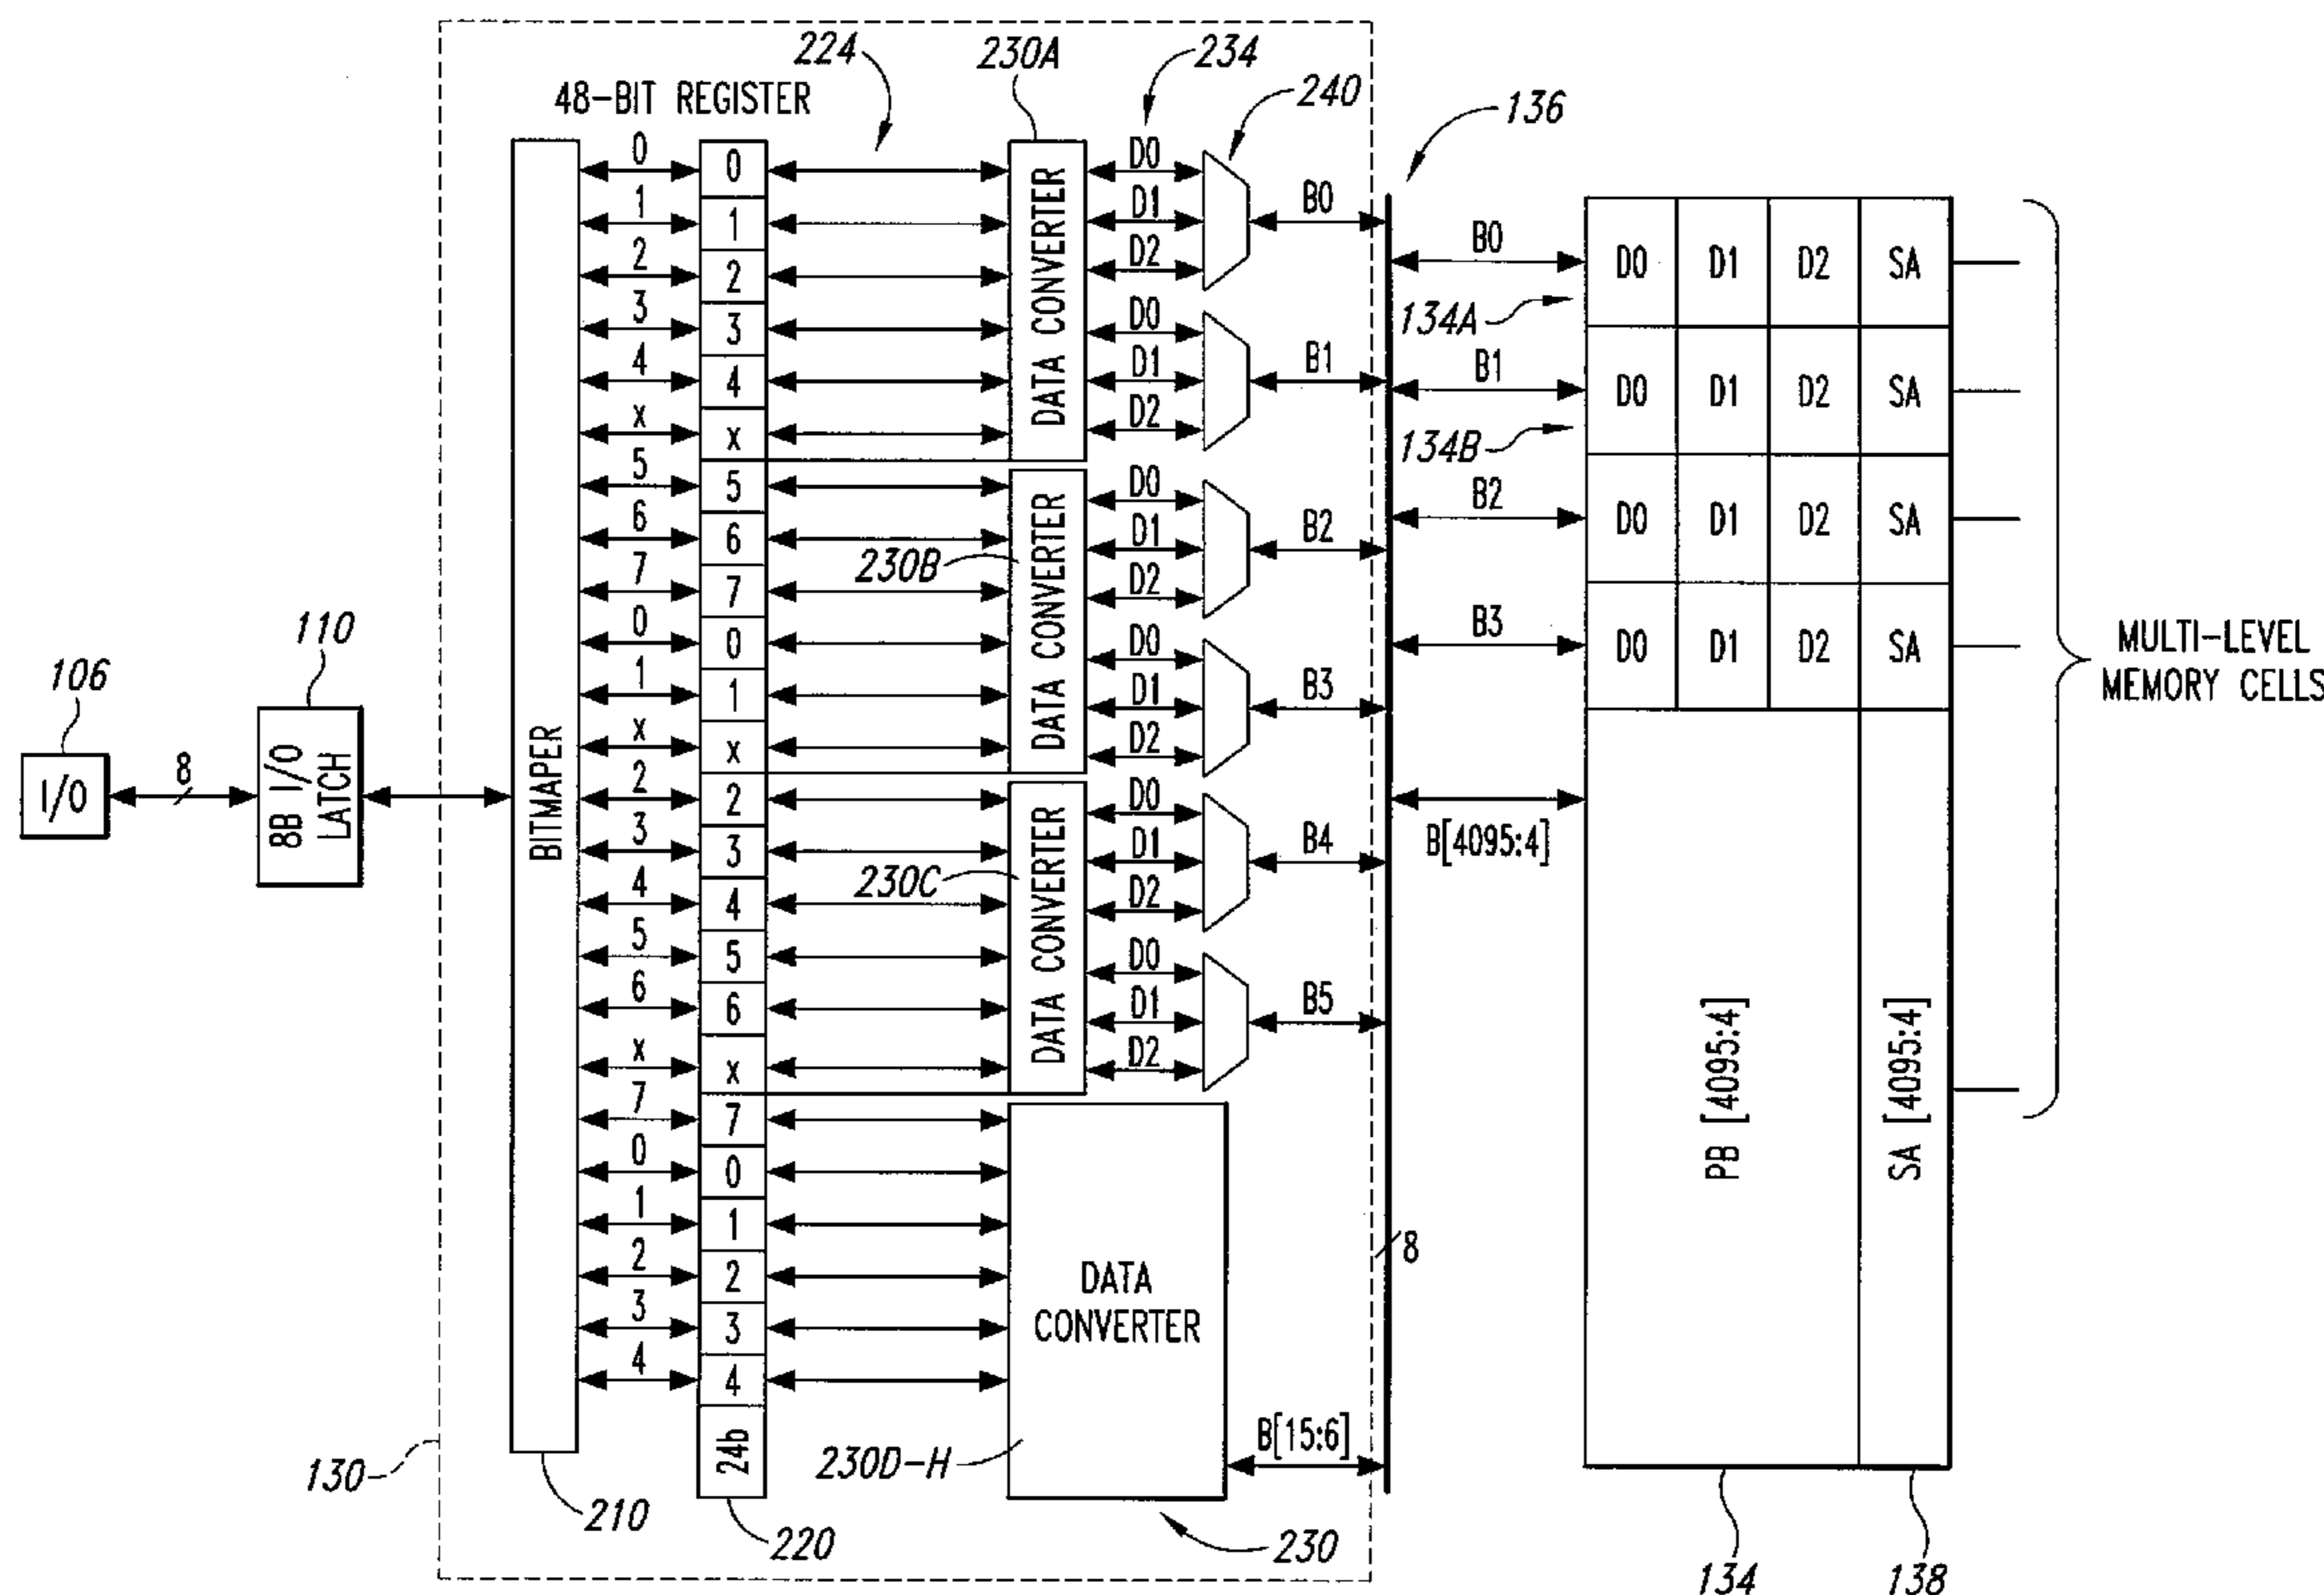 224
230A
234
240
136
48-BIT REGISTER
0
1
2
3
4
x
5
6
7
0
1
x
2
3
4
5
6
x
7
0
1
2
3
4
0
1
2
3
4
x
5
6
7
0
1
x
2
3
4
5
6
x
7
0
1
2
3
4
24b
BITMAPER
106
I/O
8
110
8B I/O
LATCH
130
210
220
DATA CONVERTER
230B
DATA CONVERTER
230C
DATA CONVERTER
DATA
CONVERTER
230D-H
230
D0
D1
D2
D0
D1
D2
D0
D1
D2
D0
D1
D2
D0
D1
D2
D0
D1
D2
B0
B1
B2
B3
B4
B5
B[15:6]
8
B0
134A
B1
134B
B2
B3
B[4095:4]
D0 D1 D2 SA
D0 D1 D2 SA
D0 D1 D2 SA
D0 D1 D2 SA
PB [4095:4]
SA [4095:4]
MULTI-LEVEL
MEMORY CELLS
134
138